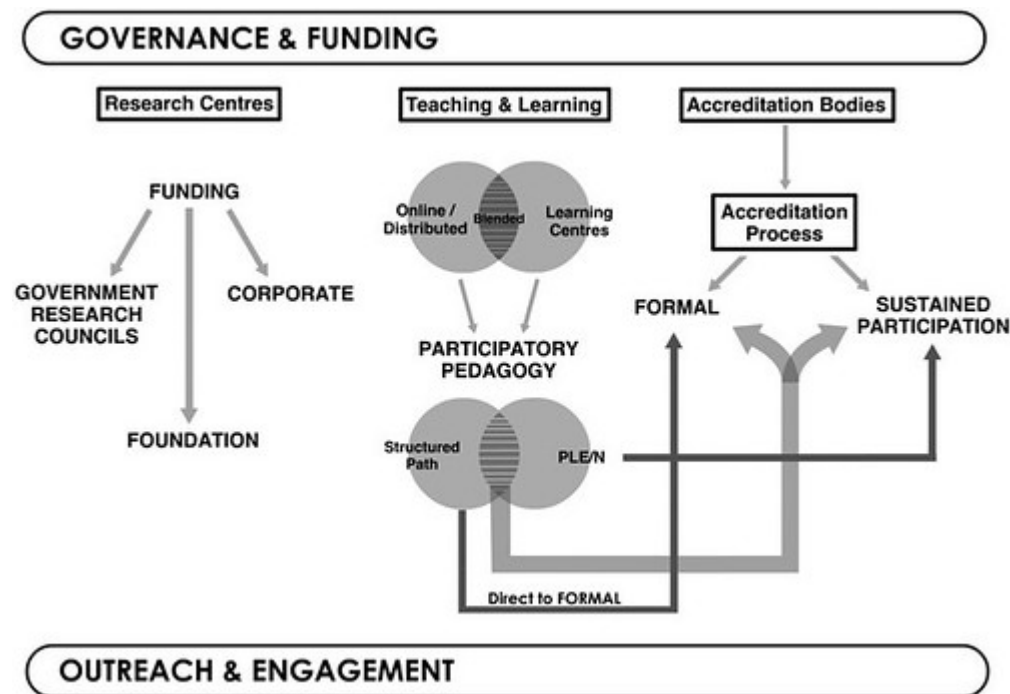 GOVERNANCE & FUNDING
Research Centres
FUNDING
GOVERNMENT
RESEARCH
COUNCILS
CORPORATE
FOUNDATION
Teaching & Learning
Online /
Distributed
Blended
Learning
Centres
PARTICIPATORY
PEDAGOGY
Structured
Path
PLE/N
Direct to FORMAL
Accreditation Bodies
Accreditation
Process
FORMAL
SUSTAINED
PARTICIPATION
OUTREACH & ENGAGEMENT